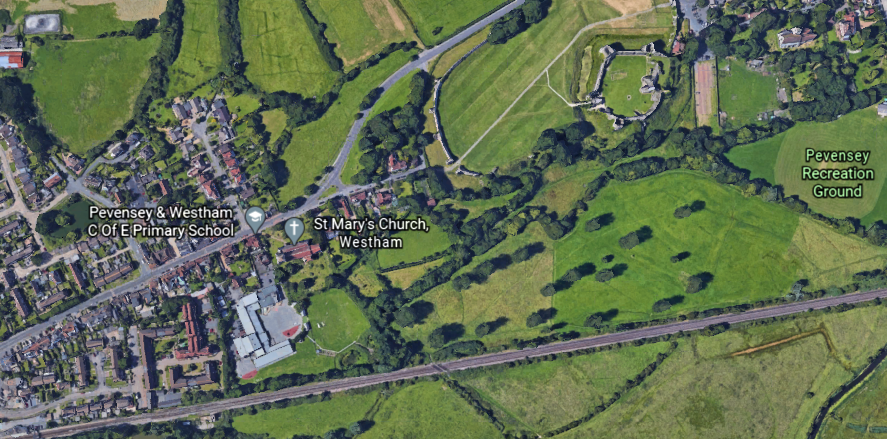 Pevensey
Recreation
Ground
Pevensey & Westham
C Of E Primary School
St Mary's Church,
Westham